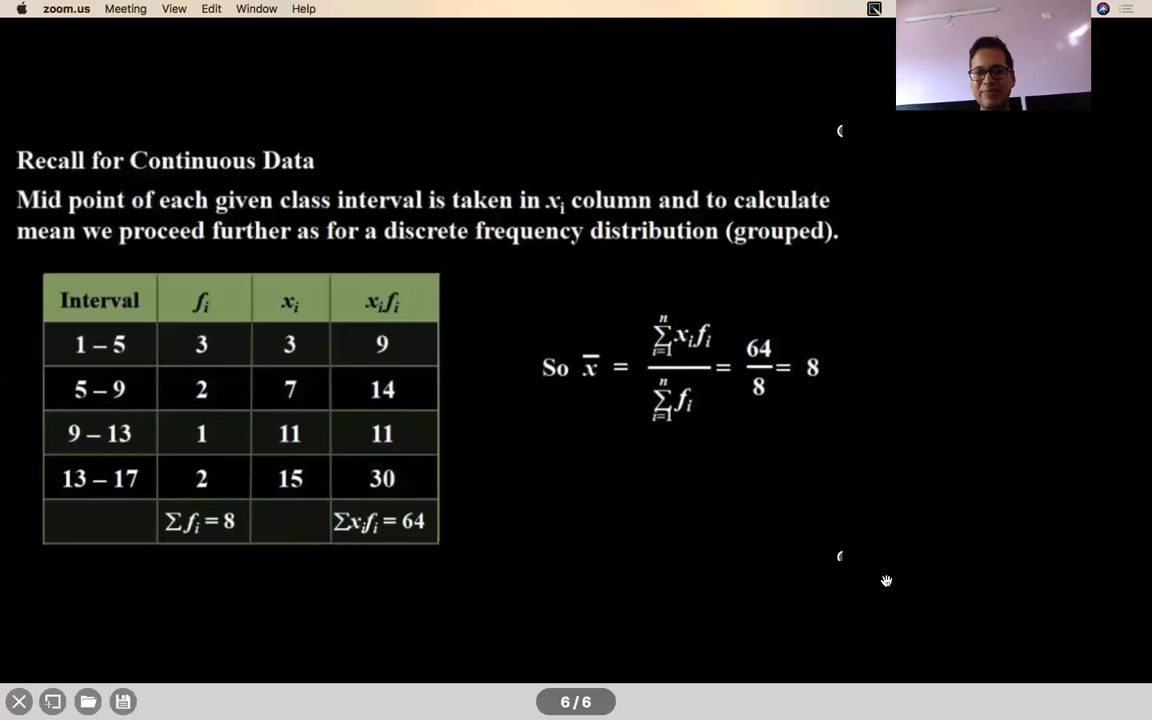 zoom.us Meeting View Edit Window Help
Recall for Continuous Data
Mid point of each given class interval is taken in xᵢ column and to calculate
mean we proceed further as for a discrete frequency distribution (grouped).
Interval fᵢ xᵢ xᵢfᵢ
1 – 5 3 3 9
5 – 9 2 7 14
9 – 13 1 11 11
13 – 17 2 15 30
Σfᵢ = 8 Σxᵢfᵢ = 64
So x̄ = n Σ i=1 xᵢfᵢ / n Σ i=1 fᵢ = 64/8 = 8
6 / 6